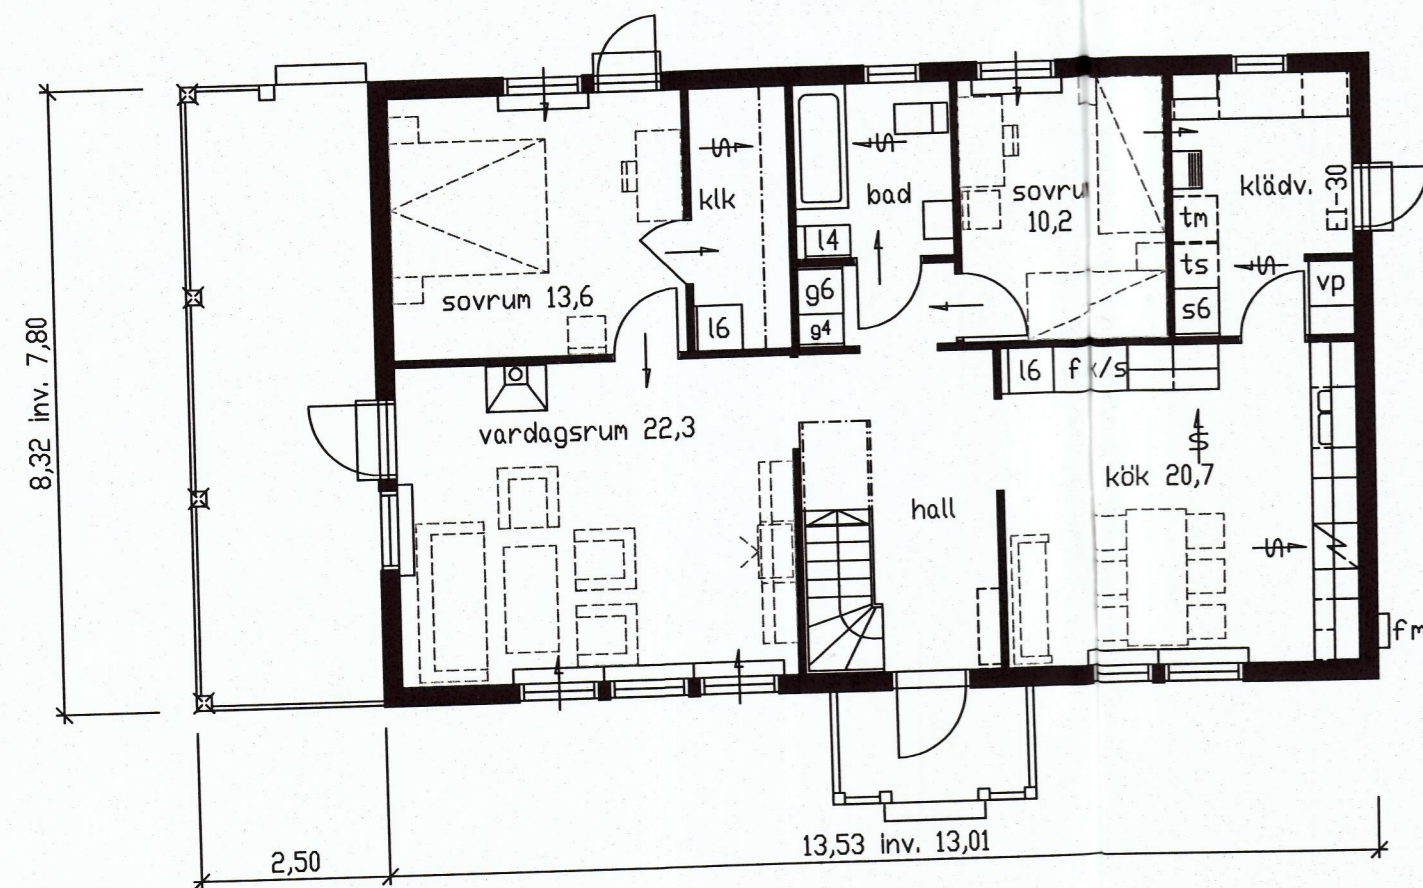 klk
bad
sovru
10,2
klädv.
EI-30
tm
l4
ts
vp
g6
s6
sovrum 13,6
l6
g4
l6
f
/s
vardagsrum 22,3
8,32 inv. 7,80
kök 20,7
hall
fm
13,53 inv. 13,01
2,50